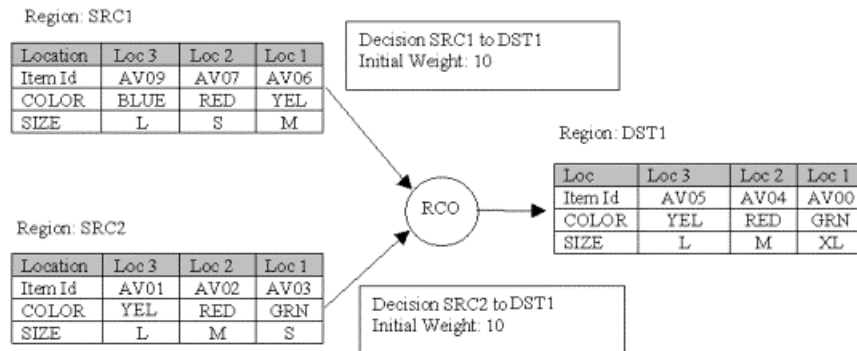 Region: SRC1
Location Loc 3 Loc 2 Loc 1
Item Id AV09 AV07 AV06
COLOR BLUE RED YEL
SIZE L S M
Decision SRC1 to DST1
Initial Weight: 10
Region: DST1
Loc Loc 3 Loc 2 Loc 1
Item Id AV05 AV04 AV00
COLOR YEL RED GRN
SIZE L M XL
RCO
Region: SRC2
Location Loc 3 Loc 2 Loc 1
Item Id AV01 AV02 AV03
COLOR YEL RED GRN
SIZE L M S
Decision SRC2 to DST1
Initial Weight: 10